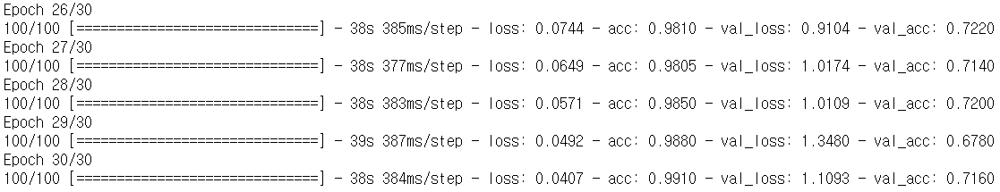 Epoch 26/30
100/100 [==============================] - 38s 385ms/step - loss: 0.0744 - acc: 0.9810 - val_loss: 0.9104 - val_acc: 0.7220
Epoch 27/30
100/100 [==============================] - 38s 377ms/step - loss: 0.0649 - acc: 0.9805 - val_loss: 1.0174 - val_acc: 0.7140
Epoch 28/30
100/100 [==============================] - 38s 383ms/step - loss: 0.0571 - acc: 0.9850 - val_loss: 1.0109 - val_acc: 0.7200
Epoch 29/30
100/100 [==============================] - 39s 387ms/step - loss: 0.0492 - acc: 0.9880 - val_loss: 1.3480 - val_acc: 0.6780
Epoch 30/30
100/100 [==============================] - 38s 384ms/step - loss: 0.0407 - acc: 0.9910 - val_loss: 1.1093 - val_acc: 0.7160